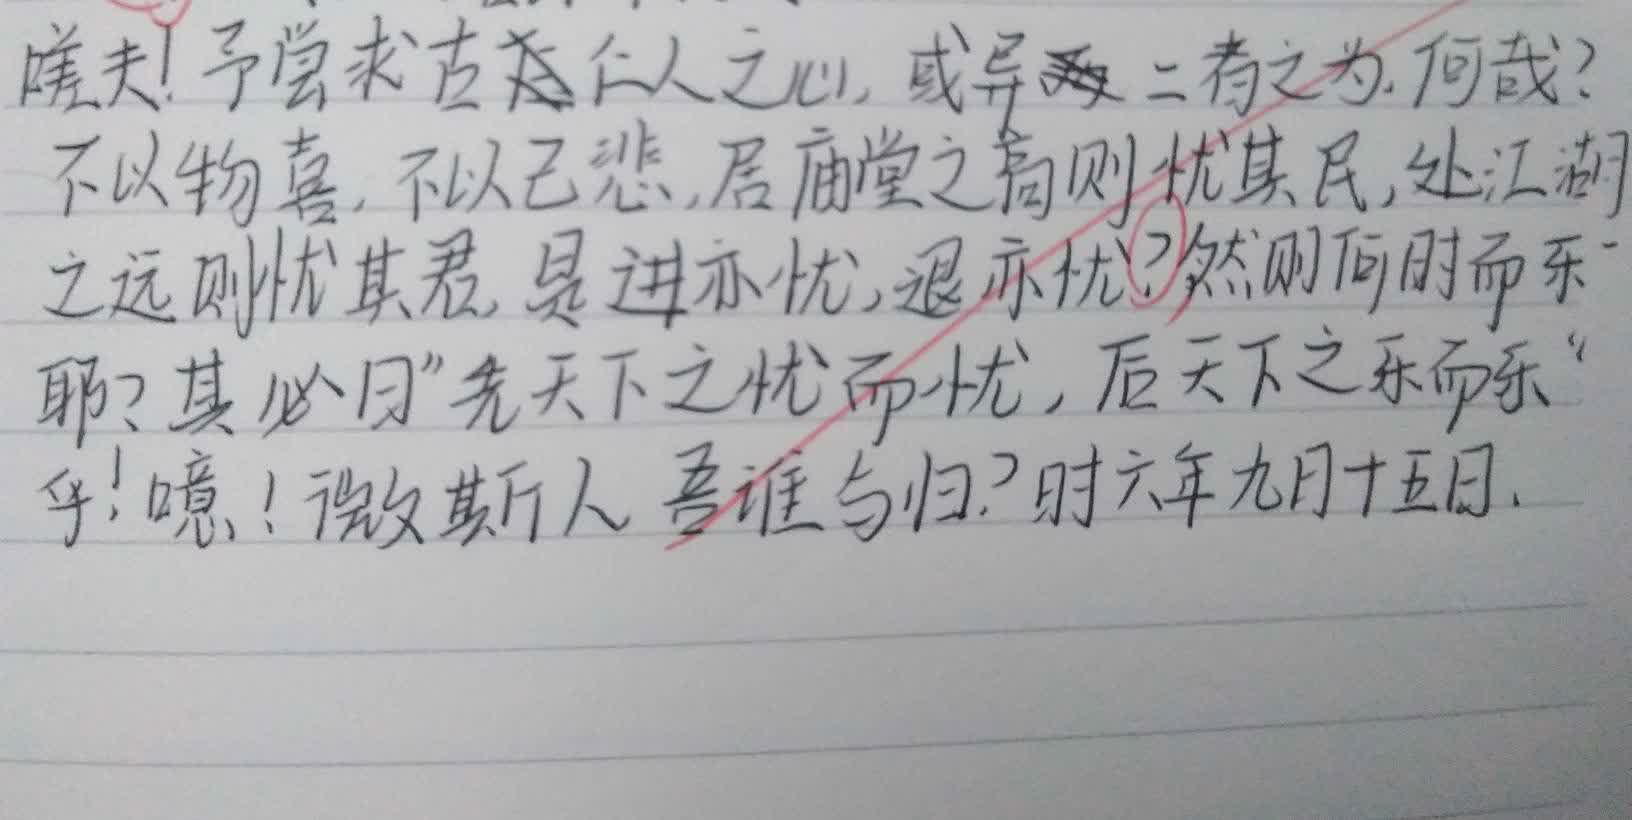 嗟夫！予尝求古仁人之心，或异二者之为，何哉？
不以物喜，不以己悲，居庙堂之高则忧其民，处江湖
之远则忧其君，是进亦忧，退亦忧？然则何时而乐
耶？其必曰”先天下之忧而忧，后天下之乐而乐“
乎！噫！微斯人吾谁与归？时六年九月十五日.